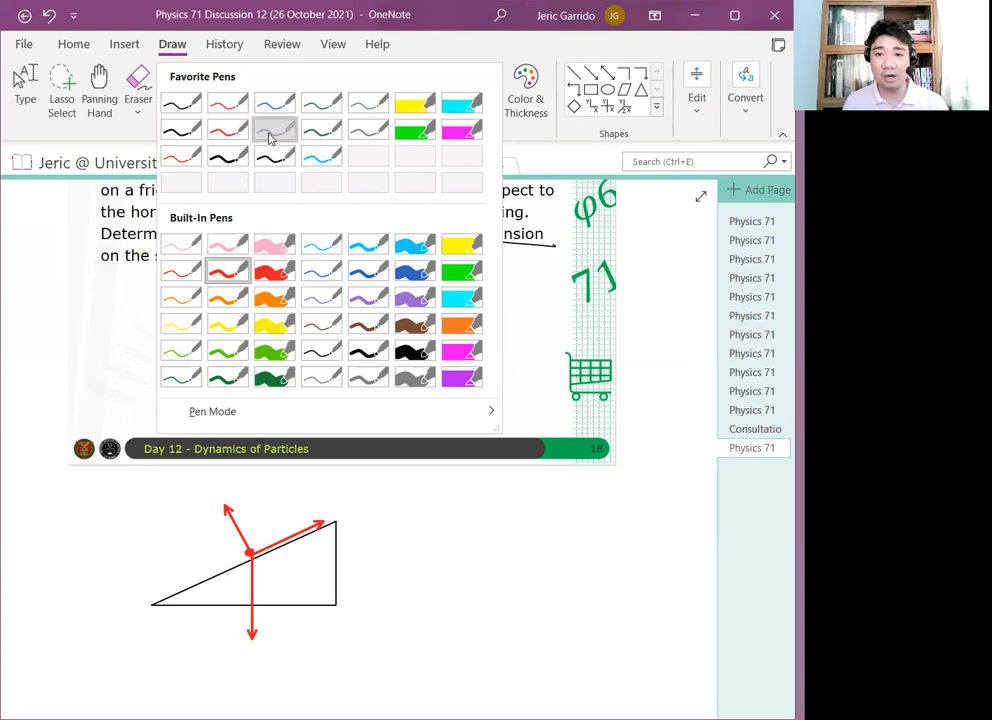 Physics 71 Discussion 12 (26 October 2021) - OneNote
Jeric Garrido
JG
File Home Insert Draw History Review View Help
Type
Lasso Select
Panning Hand
Eraser
Favorite Pens
Color & Thickness
Shapes
Edit
Convert
Jeric @ Universit
Search (Ctrl+E)
Add Page
on a fri
pect to
the hor
ing.
Determ
nsion
on the s
φ6
71
Built-In Pens
Pen Mode
Day 12 - Dynamics of Particles
18
Physics 71
Physics 71
Physics 71
Physics 71
Physics 71
Physics 71
Physics 71
Physics 71
Physics 71
Physics 71
Physics 71
Consultatio
Physics 71